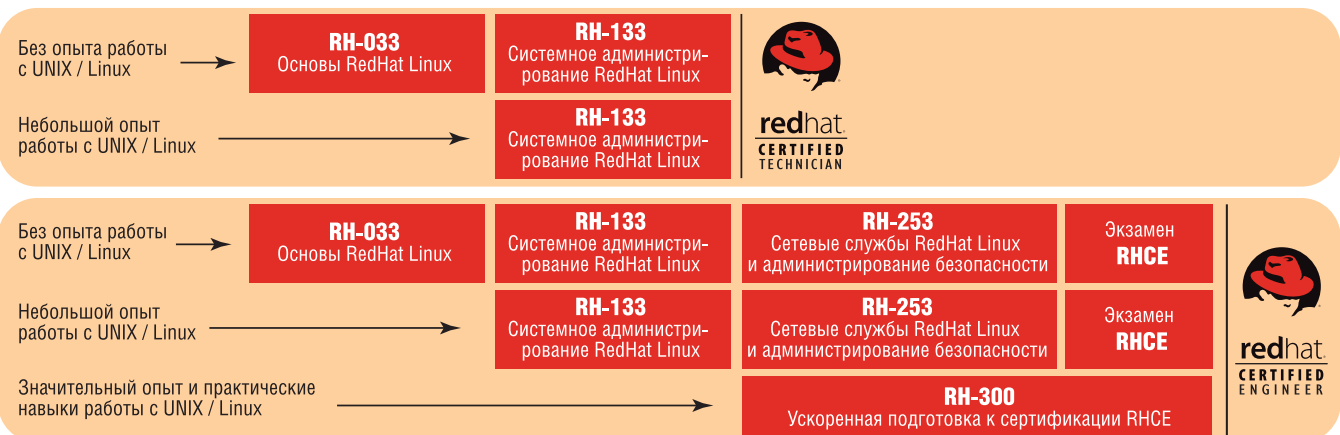 Без опыта работы
с UNIX / Linux
RH-033
Основы RedHat Linux
RH-133
Системное администри-
рование RedHat Linux
Небольшой опыт
работы с UNIX / Linux
RH-133
Системное администри-
рование RedHat Linux
redhat.
CERTIFIED
TECHNICIAN
Без опыта работы
с UNIX / Linux
RH-033
Основы RedHat Linux
RH-133
Системное администри-
рование RedHat Linux
RH-253
Сетевые службы RedHat Linux
и администрирование безопасности
Экзамен
RHCE
Небольшой опыт
работы с UNIX / Linux
RH-133
Системное администри-
рование RedHat Linux
RH-253
Сетевые службы RedHat Linux
и администрирование безопасности
Экзамен
RHCE
Значительный опыт и практические
навыки работы с UNIX / Linux
RH-300
Ускоренная подготовка к сертификации RHCE
redhat.
CERTIFIED
ENGINEER